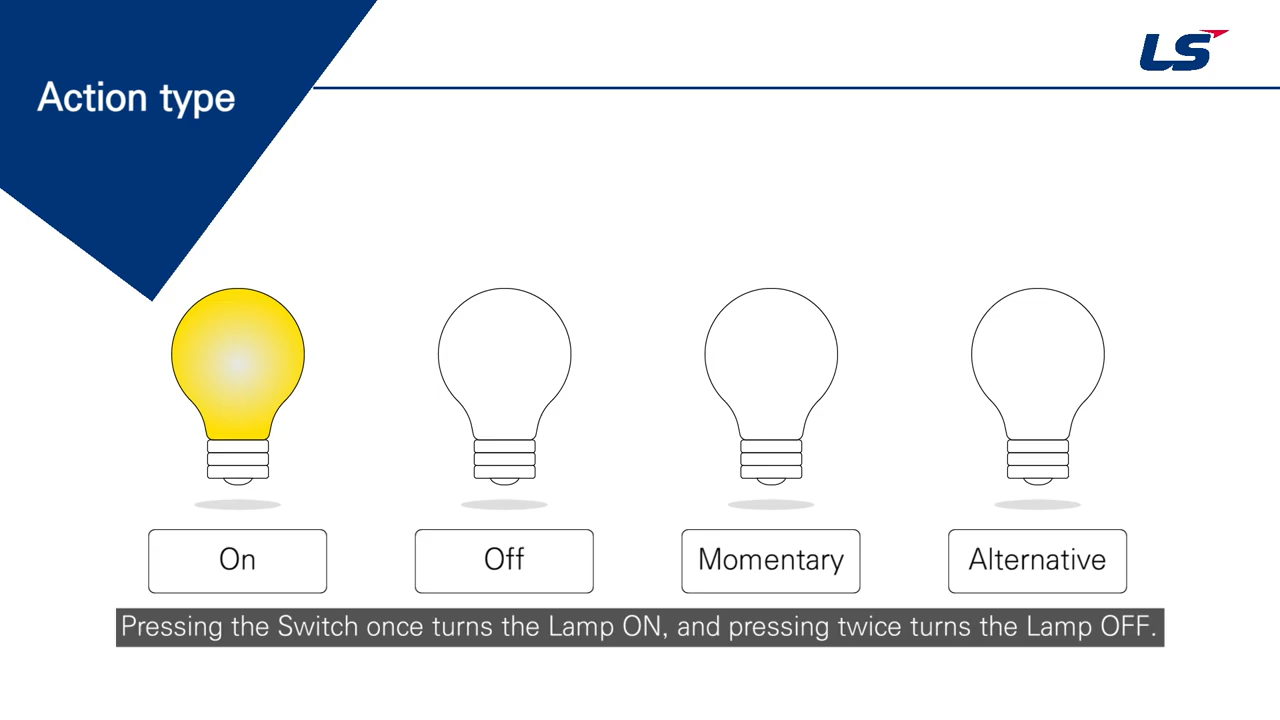 Action type
LS
On
Off
Momentary
Alternative
Pressing the Switch once turns the Lamp ON, and pressing twice turns the Lamp OFF.